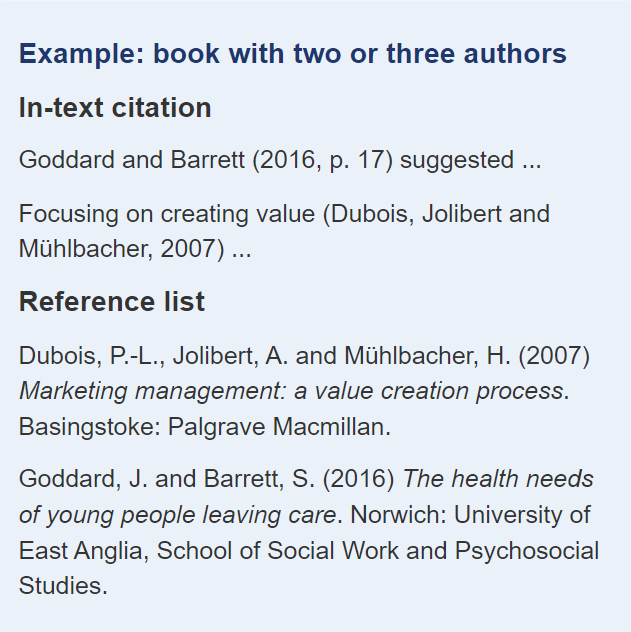 Example: book with two or three authors
In-text citation
Goddard and Barrett (2016, p. 17) suggested ...
Focusing on creating value (Dubois, Jolibert and
Mühlbacher, 2007) ...
Reference list
Dubois, P.-L., Jolibert, A. and Mühlbacher, H. (2007)
Marketing management: a value creation process.
Basingstoke: Palgrave Macmillan.
Goddard, J. and Barrett, S. (2016) The health needs
of young people leaving care. Norwich: University of
East Anglia, School of Social Work and Psychosocial
Studies.